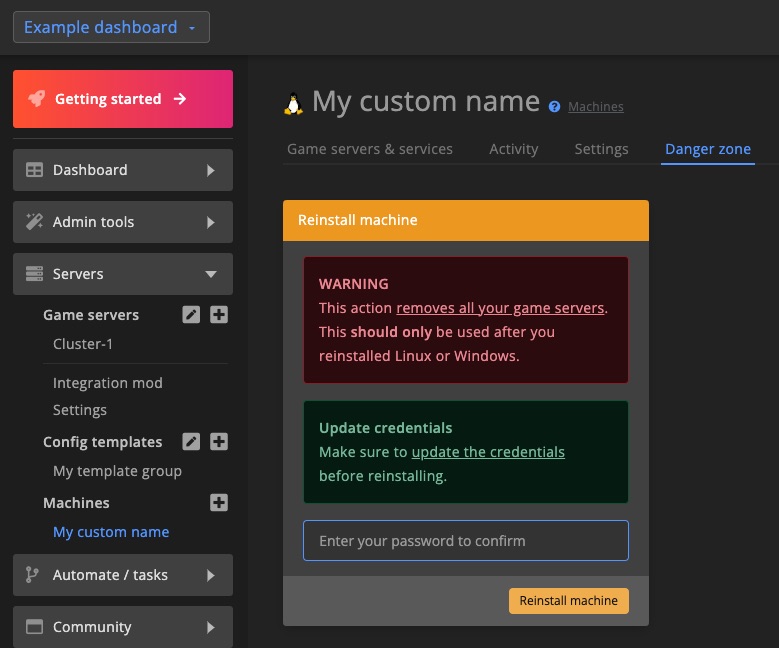 Example dashboard
Getting started
Dashboard
Admin tools
Servers
Game servers
Cluster-1
Integration mod
Settings
Config templates
My template group
Machines
My custom name
Automate / tasks
Community
My custom name ? Machines
Game servers & services Activity Settings Danger zone
Reinstall machine
WARNING
This action removes all your game servers.
This should only be used after you
reinstalled Linux or Windows.
Update credentials
Make sure to update the credentials
before reinstalling.
Enter your password to confirm
Reinstall machine